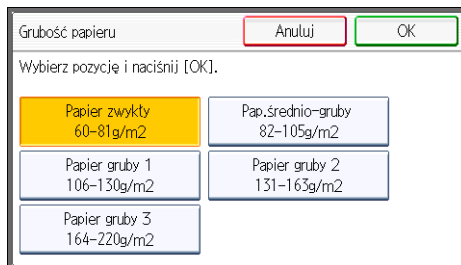 Grubość papieru
Anuluj
OK
Wybierz pozycję i naciśnij [OK].
Papier zwykły
60-81g/m2
Pap.średnio-gruby
82-105g/m2
Papier gruby 1
106-130g/m2
Papier gruby 2
131-163g/m2
Papier gruby 3
164-220g/m2